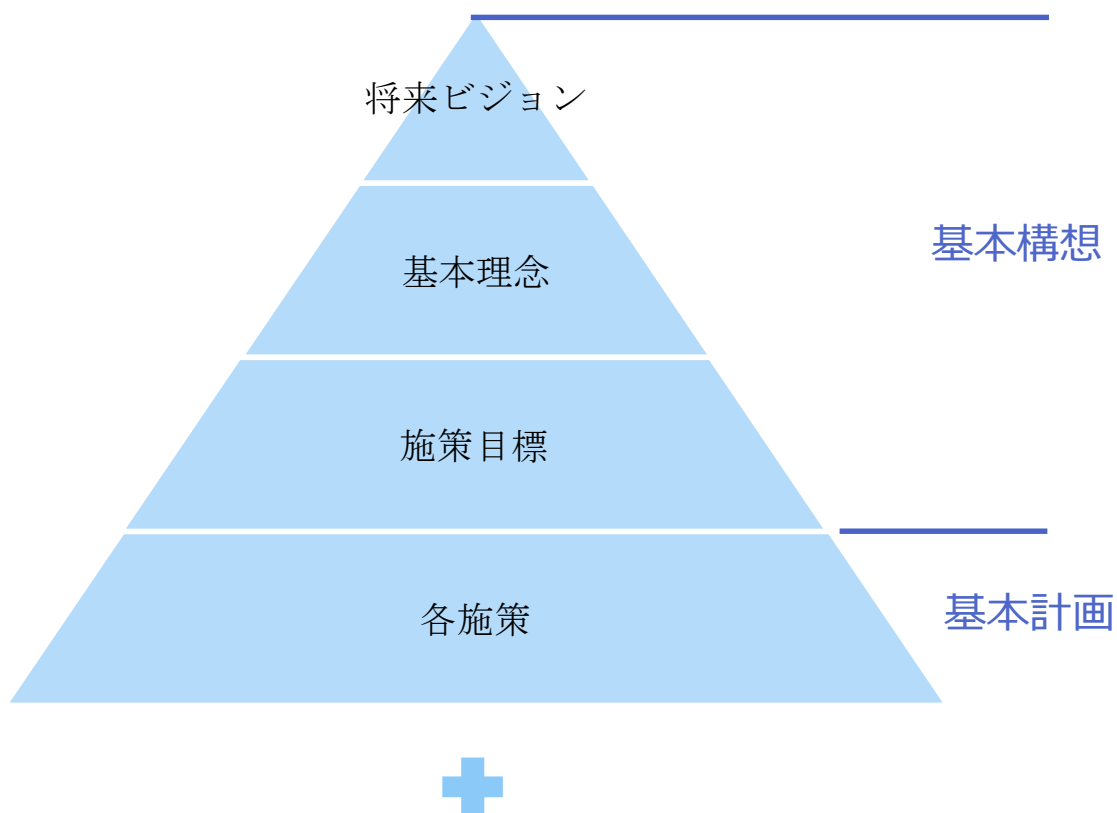 将来ビジョン
基本構想
基本理念
施策目標
基本計画
各施策